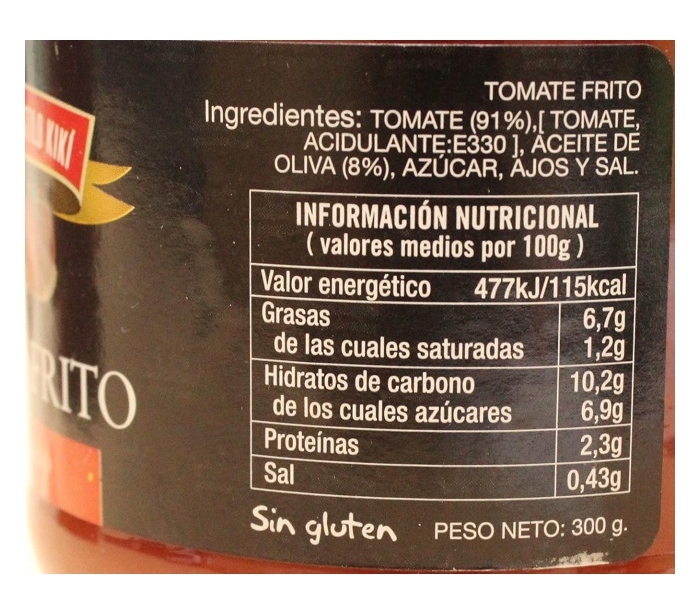 KIKÍ
FRITO
TOMATE FRITO
Ingredientes: TOMATE (91%),[ TOMATE,
ACIDULANTE:E330 ], ACEITE DE
OLIVA (8%), AZÚCAR, AJOS Y SAL.
INFORMACIÓN NUTRICIONAL
( valores medios por 100g )
Valor energético 477kJ/115kcal
Grasas 6,7g
de las cuales saturadas 1,2g
Hidratos de carbono 10,2g
de los cuales azúcares 6,9g
Proteínas 2,3g
Sal 0,43g
Sin gluten PESO NETO: 300 g.